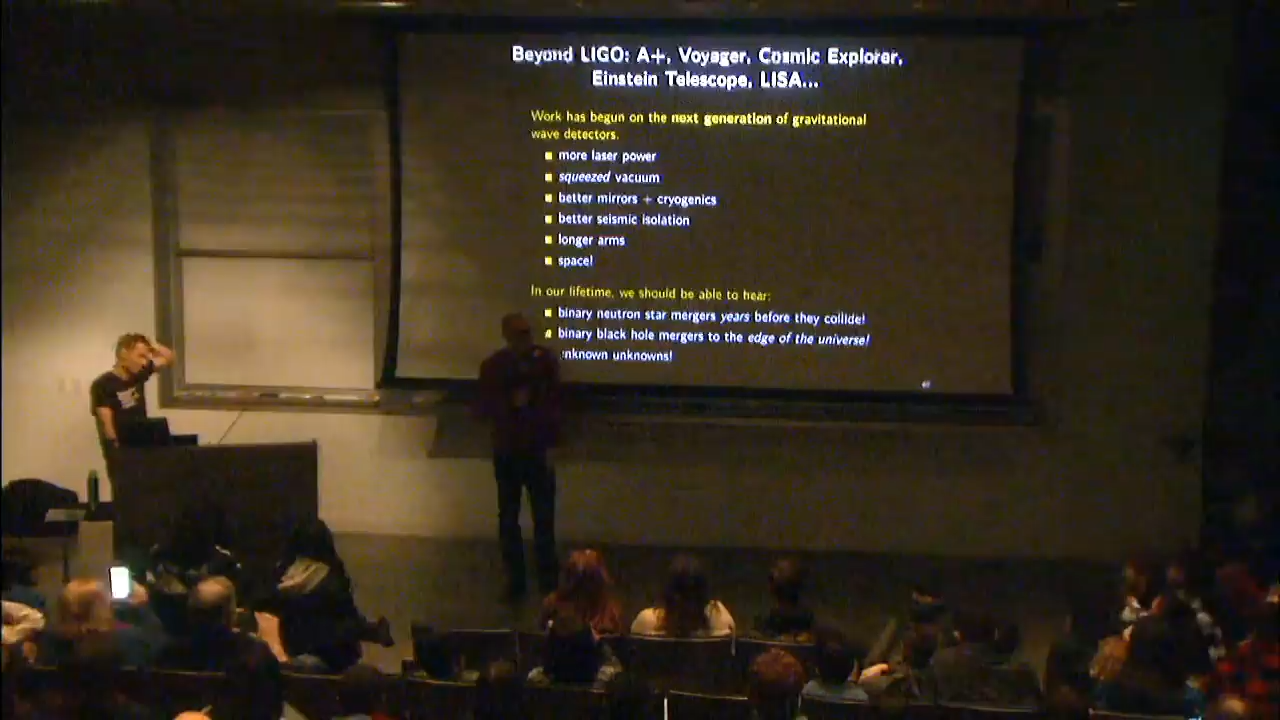 Beyond LIGO: A+, Voyager, Cosmic Explorer,
Einstein Telescope, LISA...
Work has begun on the next generation of gravitational
wave detectors.
more laser power
squeezed vacuum
better mirrors + cryogenics
better seismic isolation
longer arms
space!
In our lifetime, we should be able to hear:
binary neutron star mergers years before they collide!
binary black hole mergers to the edge of the universe!
unknown unknowns!